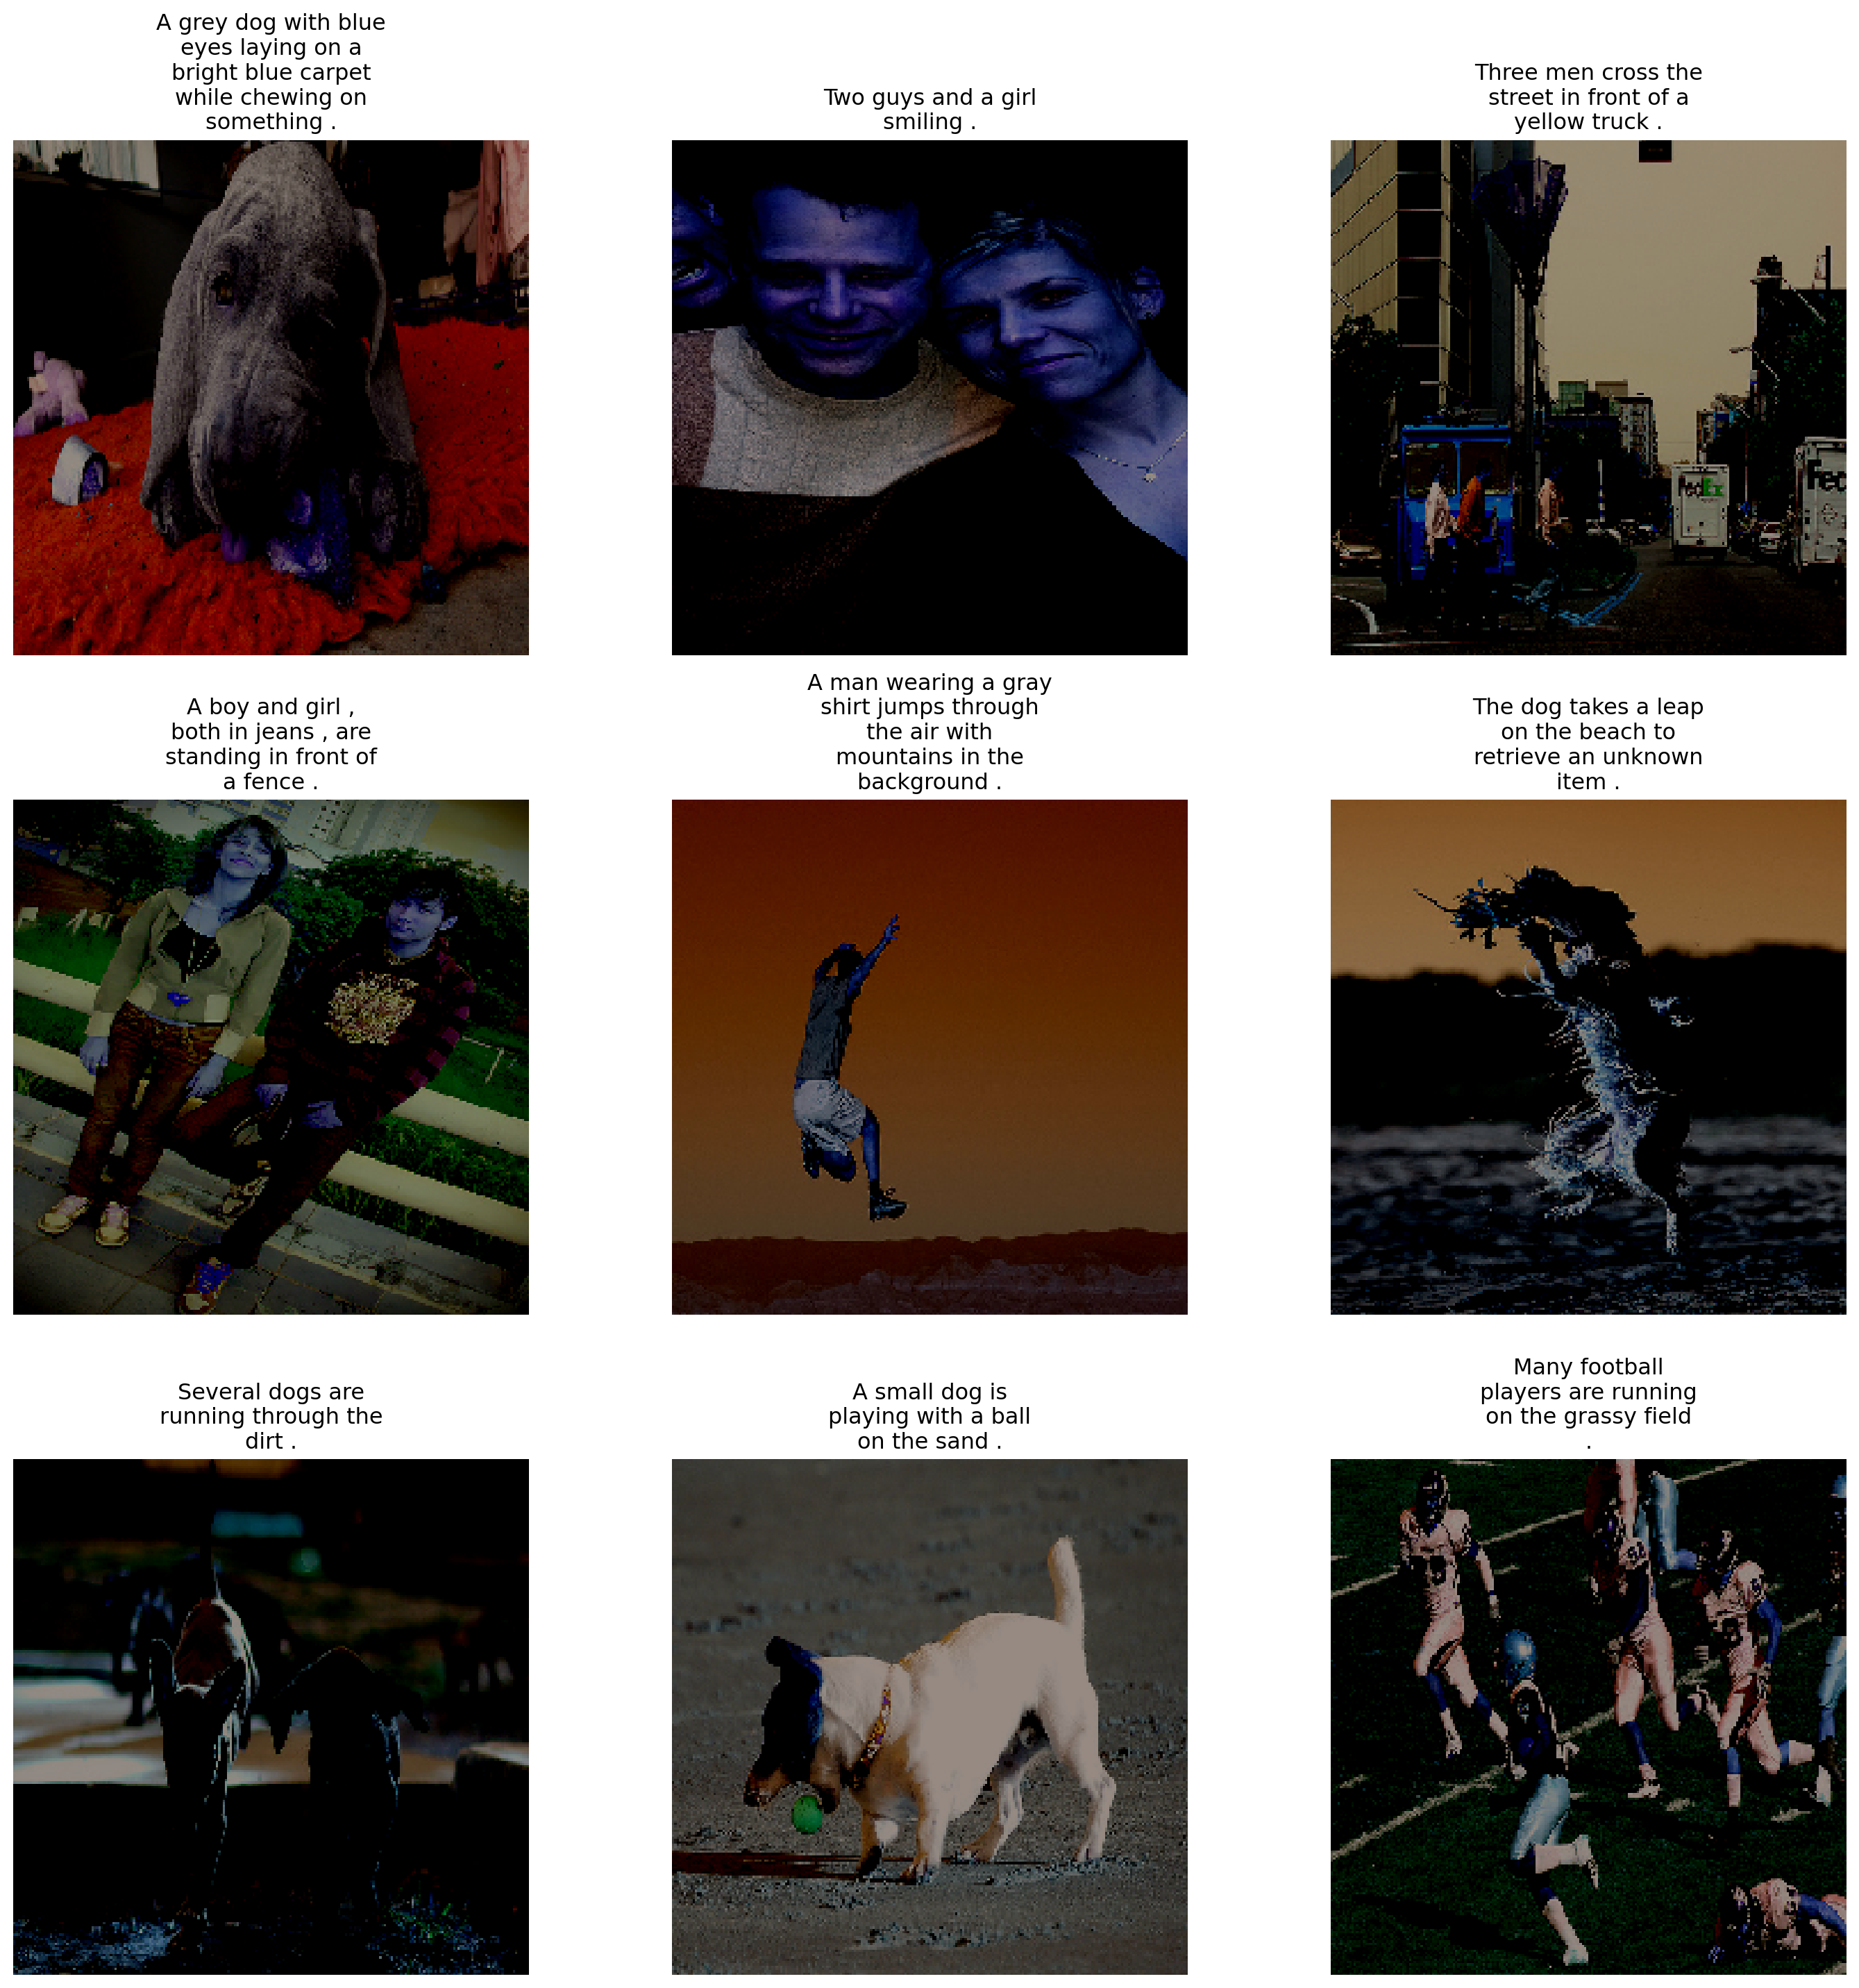 A grey dog with blue
eyes laying on a
bright blue carpet
while chewing on
something .
Two guys and a girl
smiling .
Three men cross the
street in front of a
yellow truck .
FedEx
Fed
A boy and girl ,
both in jeans , are
standing in front of
a fence .
A man wearing a gray
shirt jumps through
the air with
mountains in the
background .
The dog takes a leap
on the beach to
retrieve an unknown
item .
Several dogs are
running through the
dirt .
A small dog is
playing with a ball
on the sand .
Many football
players are running
on the grassy field
.